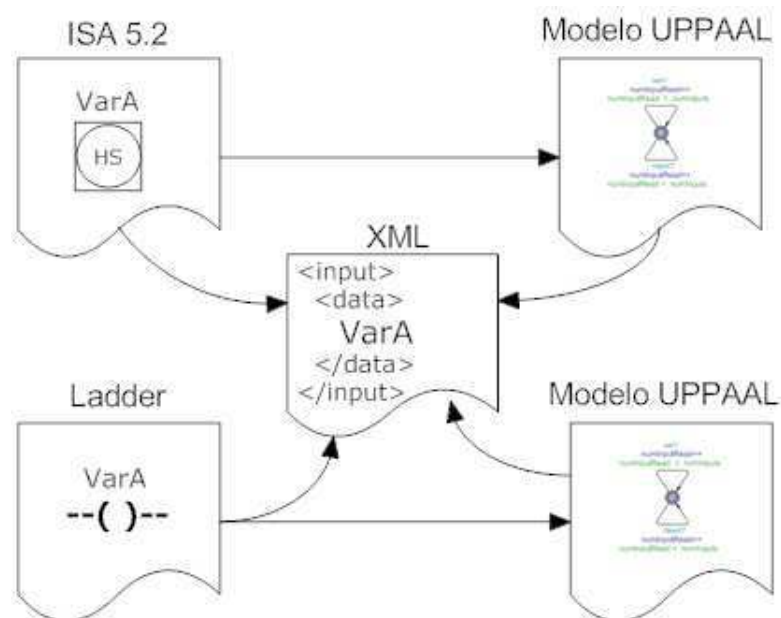 ISA 5.2
Modelo UPPAAL
VarA
HS
XML
<input>
<data>
VarA
</data>
</input>
Ladder
Modelo UPPAAL
VarA
--( )--